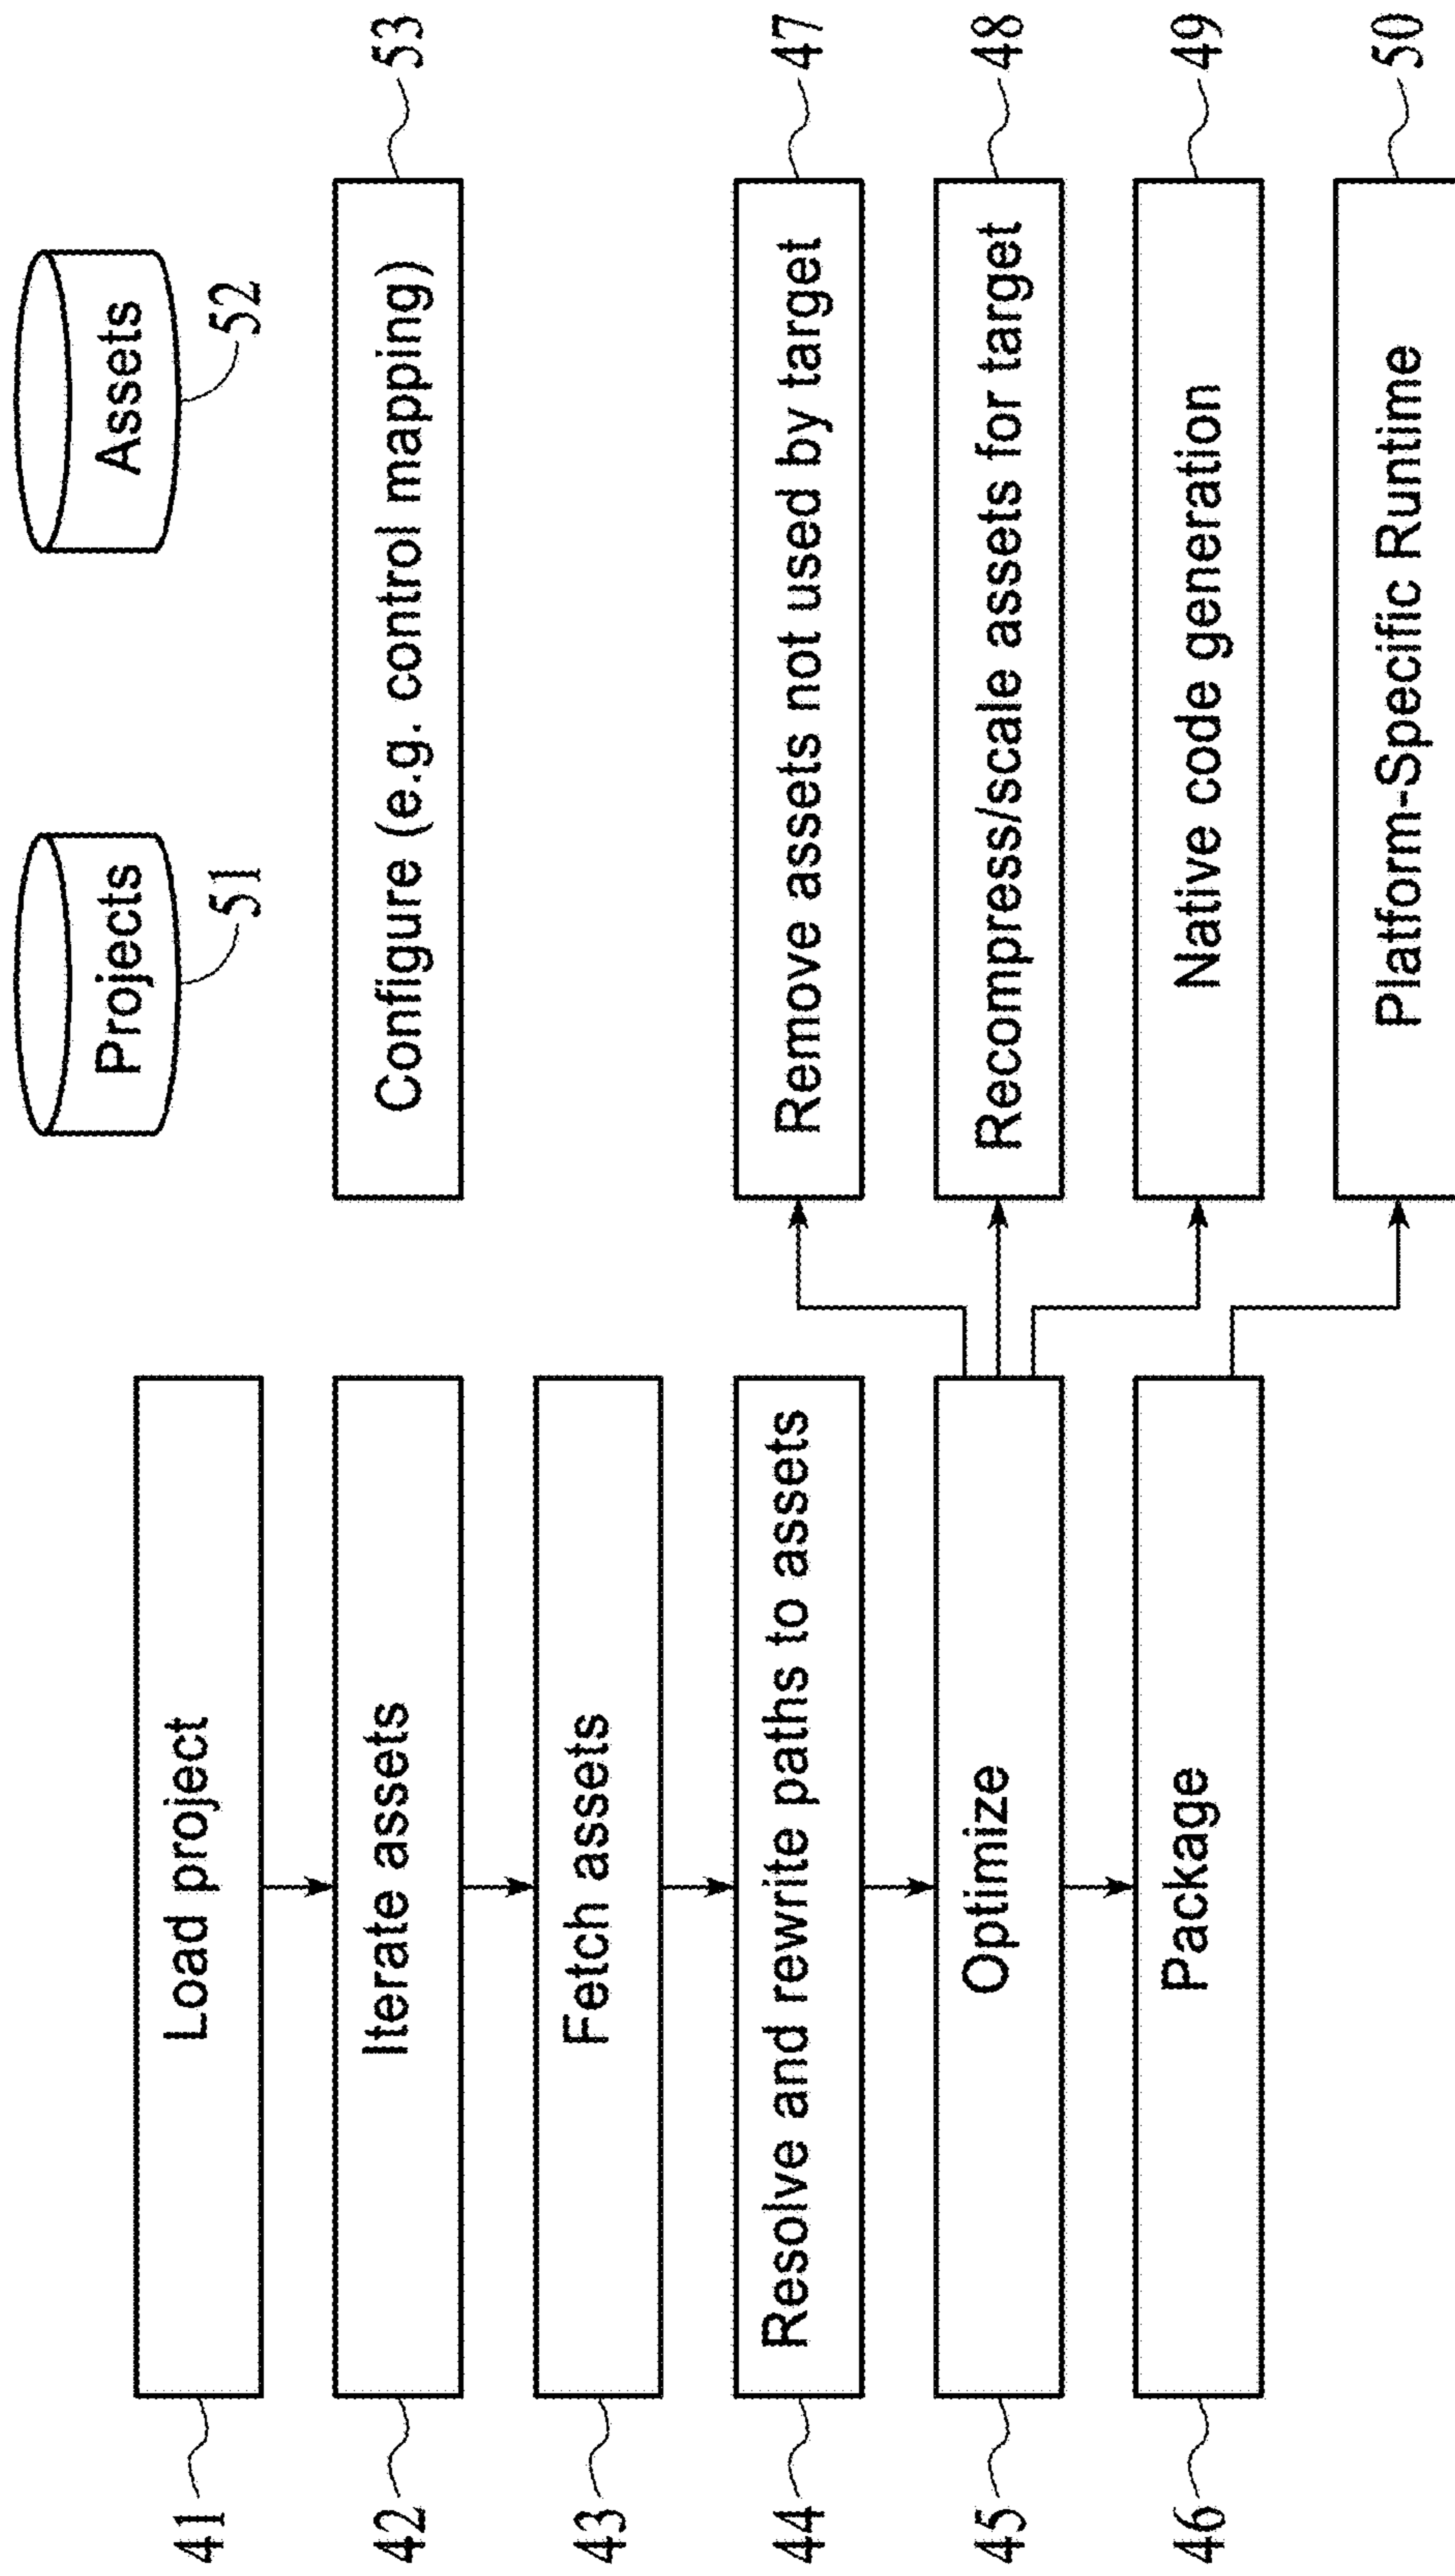 Projects
51
Assets
52
41
Load project
42
Iterate assets
Configure (e.g. control mapping)
53
43
Fetch assets
44
Resolve and rewrite paths to assets
Remove assets not used by target
47
45
Optimize
Recompress/scale assets for target
48
46
Package
Native code generation
49
Platform-Specific Runtime
50